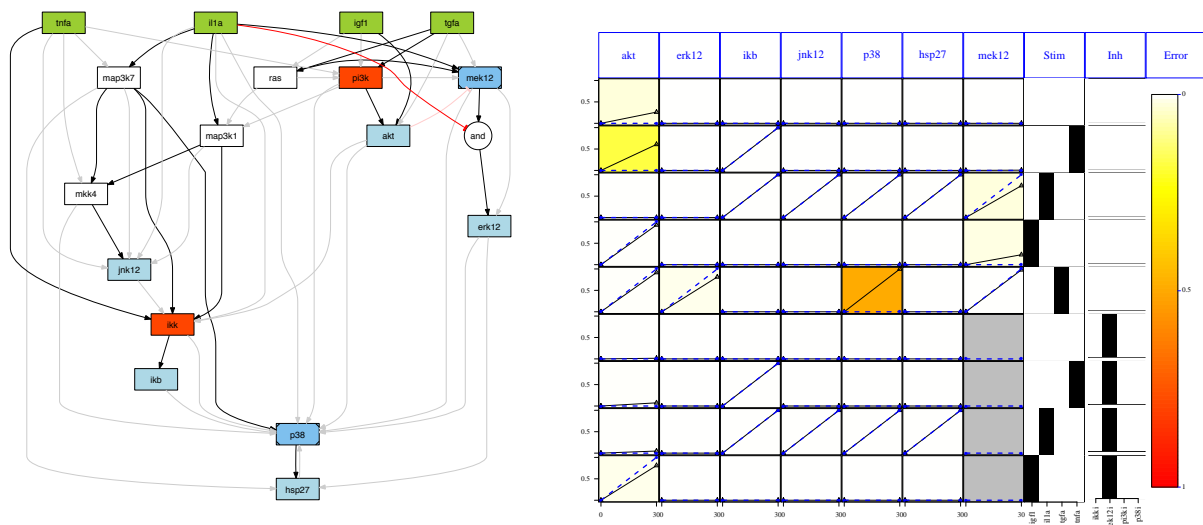 tnfa il1a igf1 tgfa
map3k7 ras pi3k mek12
map3k1 akt and
mkk4
erk12
jnk12
ikk
ikb
p38
hsp27
akt erk12 ikb jnk12 p38 hsp27 mek12 Stim Inh Error
0.5 0
0.5
0.5
0.5
0.5 0.5
0.5
0.5
0.5
0.5 1
0 300 300 300 300 300 300 30
igf1 il1a tgfa tnfa
ikki ek12i pi3ki p38i